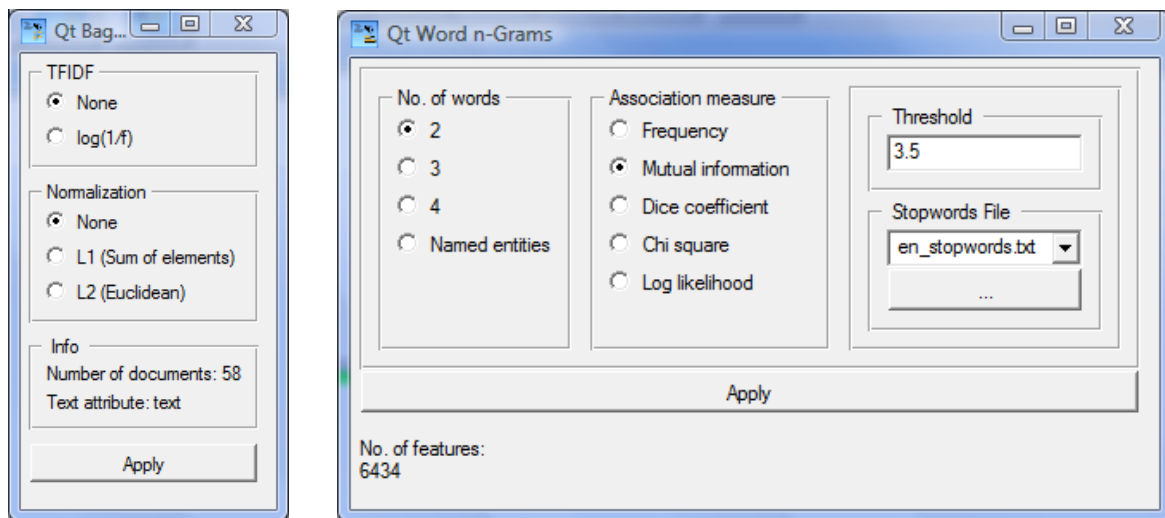 Qt Bag...
TFIDF
None
log(1/f)
Normalization
None
L1 (Sum of elements)
L2 (Euclidean)
Info
Number of documents: 58
Text attribute: text
Apply
Qt Word n-Grams
No. of words
2
3
4
Named entities
Association measure
Frequency
Mutual information
Dice coefficient
Chi square
Log likelihood
Threshold
3.5
Stopwords File
en_stopwords.txt
...
Apply
No. of features:
6434